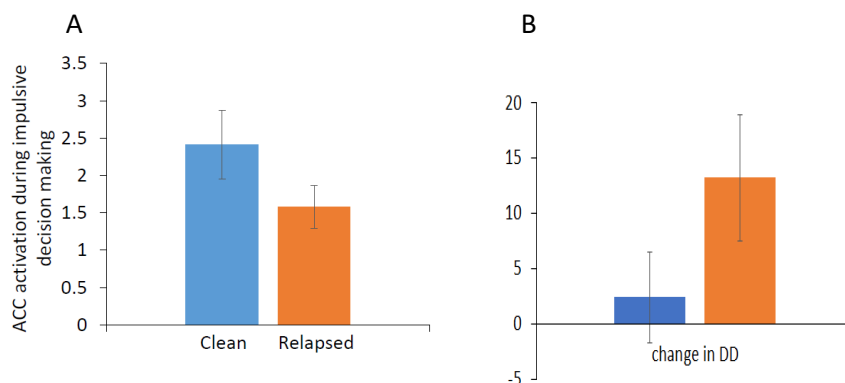 A
ACC activation during impulsive
decision making
3.5
3
2.5
2
1.5
1
0.5
0
Clean
Relapsed
B
20
15
10
5
0
-5
change in DD